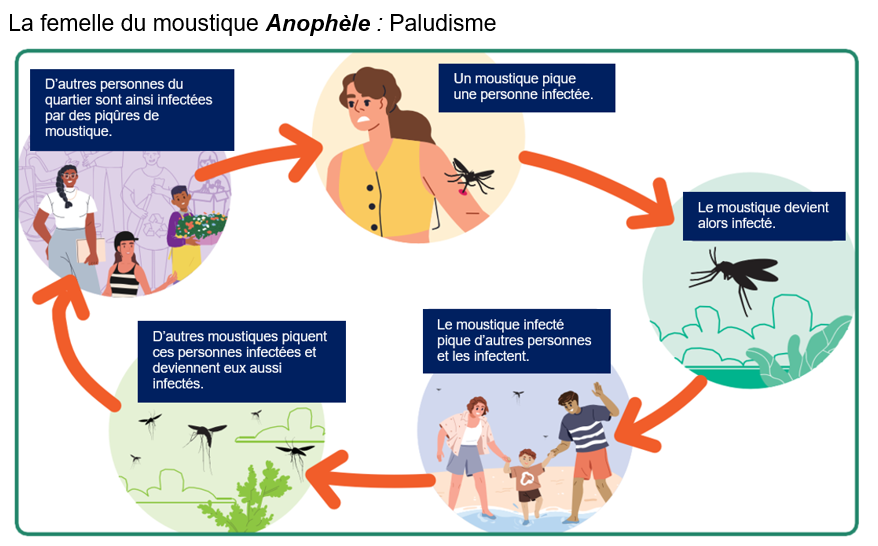 La femelle du moustique Anophèle : Paludisme
Un moustique pique
une personne infectée.
Le moustique devient
alors infecté.
Le moustique infecté
pique d'autres personnes
et les infectent.
D'autres moustiques piquent
ces personnes infectées et
deviennent eux aussi
infectés.
D'autres personnes du
quartier sont ainsi infectées
par des piqûres de
moustique.